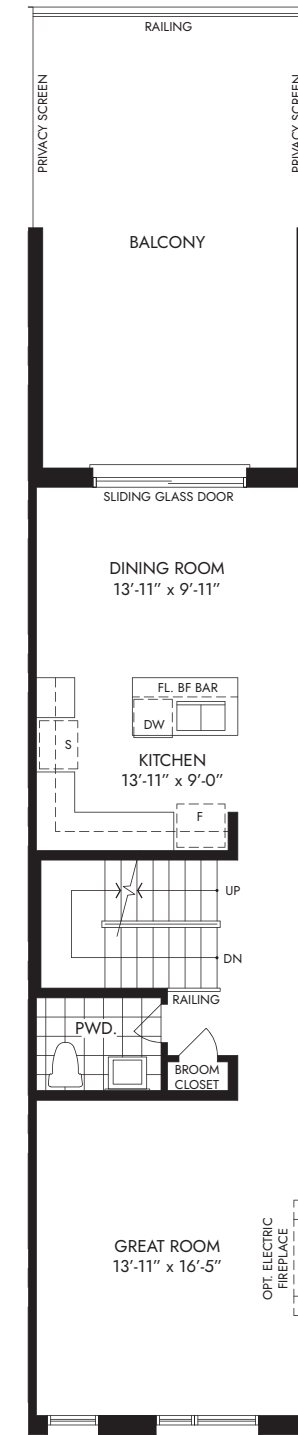 RAILING
PRIVACY SCREEN
PRIVACY SCREEN
BALCONY
SLIDING GLASS DOOR
DINING ROOM
13'-11" x 9'-11"
FL. BF BAR
DW
S
KITCHEN
13'-11" x 9'-0"
F
UP
DN
RAILING
PWD.
BROOM
CLOSET
GREAT ROOM
13'-11" x 16'-5"
OPT. ELECTRIC
FIREPLACE